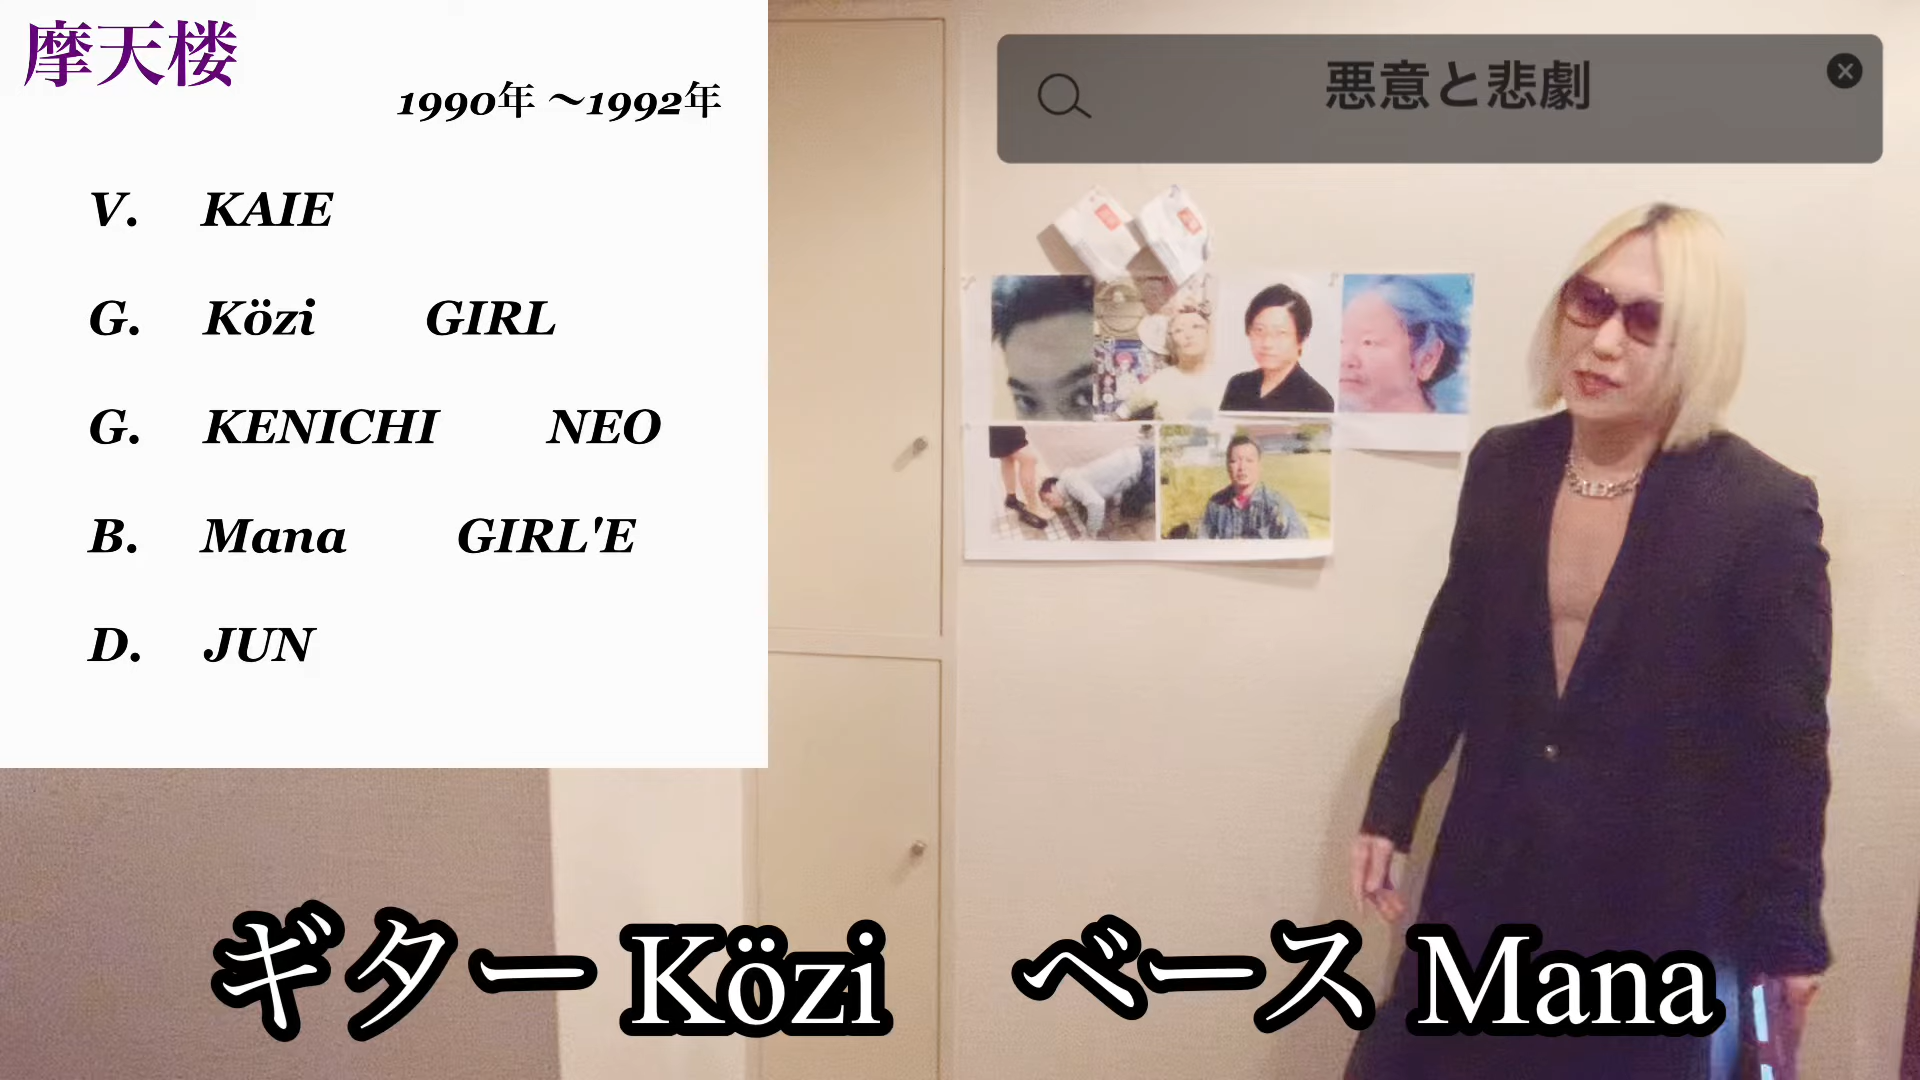 摩天楼
1990年 〜1992年
V. KAIE
G. Közi GIRL
G. KENICHI NEO
B. Mana GIRL'E
D. JUN
悪意と悲劇
ギター Közi ベース Mana